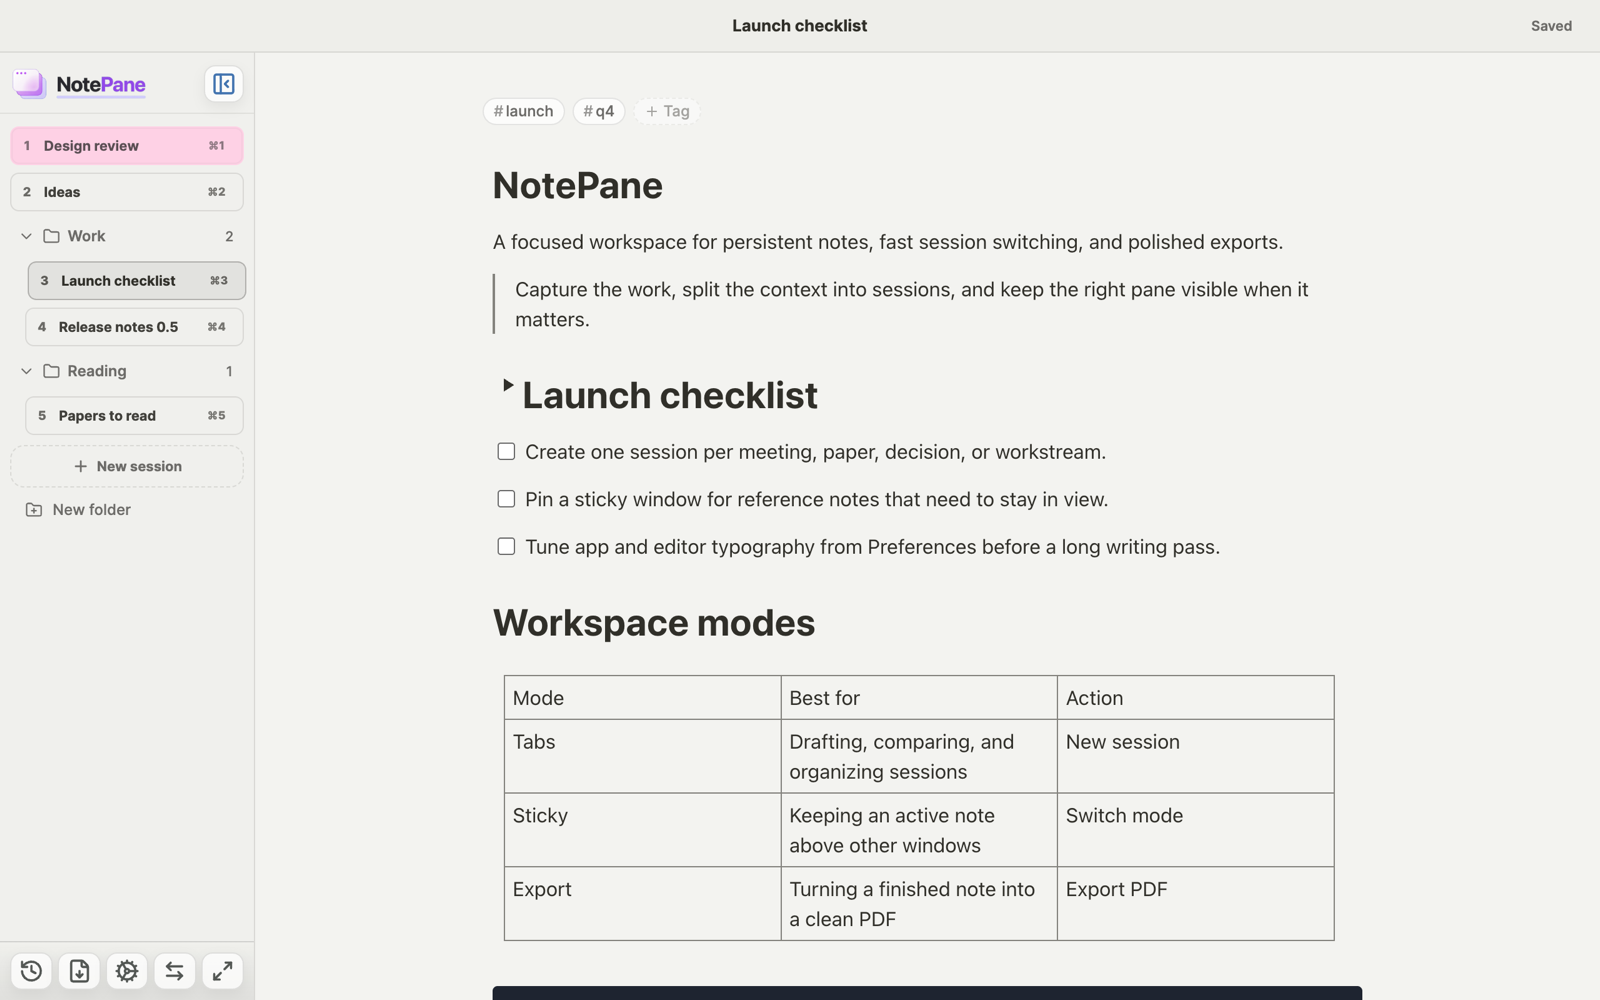 Launch checklist
Saved
NotePane
1 Design review ⌘1
2 Ideas ⌘2
Work 2
3 Launch checklist ⌘3
4 Release notes 0.5 ⌘4
Reading 1
5 Papers to read ⌘5
+ New session
New folder
#launch #q4 + Tag
NotePane
A focused workspace for persistent notes, fast session switching, and polished exports.
Capture the work, split the context into sessions, and keep the right pane visible when it
matters.
Launch checklist
Create one session per meeting, paper, decision, or workstream.
Pin a sticky window for reference notes that need to stay in view.
Tune app and editor typography from Preferences before a long writing pass.
Workspace modes
Mode Best for Action
Tabs Drafting, comparing, and New session
organizing sessions
Sticky Keeping an active note Switch mode
above other windows
Export Turning a finished note into Export PDF
a clean PDF